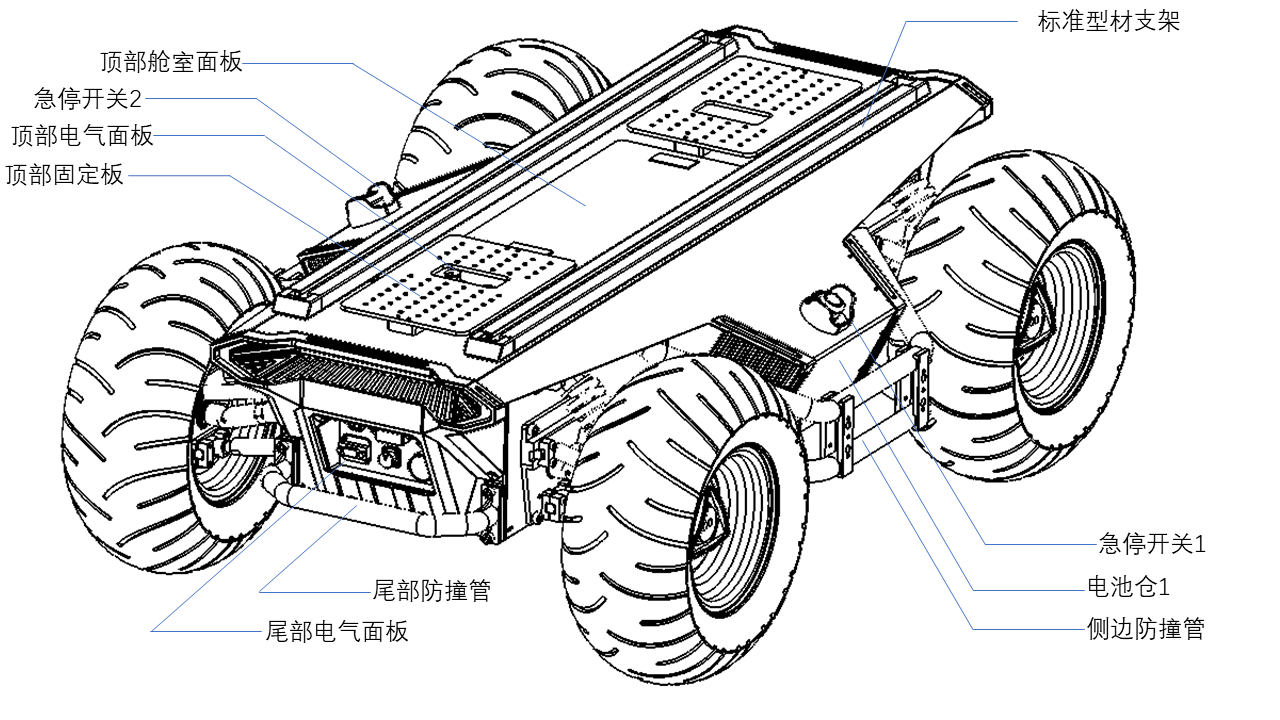 标准型材支架
顶部舱室面板
急停开关2
顶部电气面板
顶部固定板
急停开关1
电池仓1
尾部防撞管
侧边防撞管
尾部电气面板